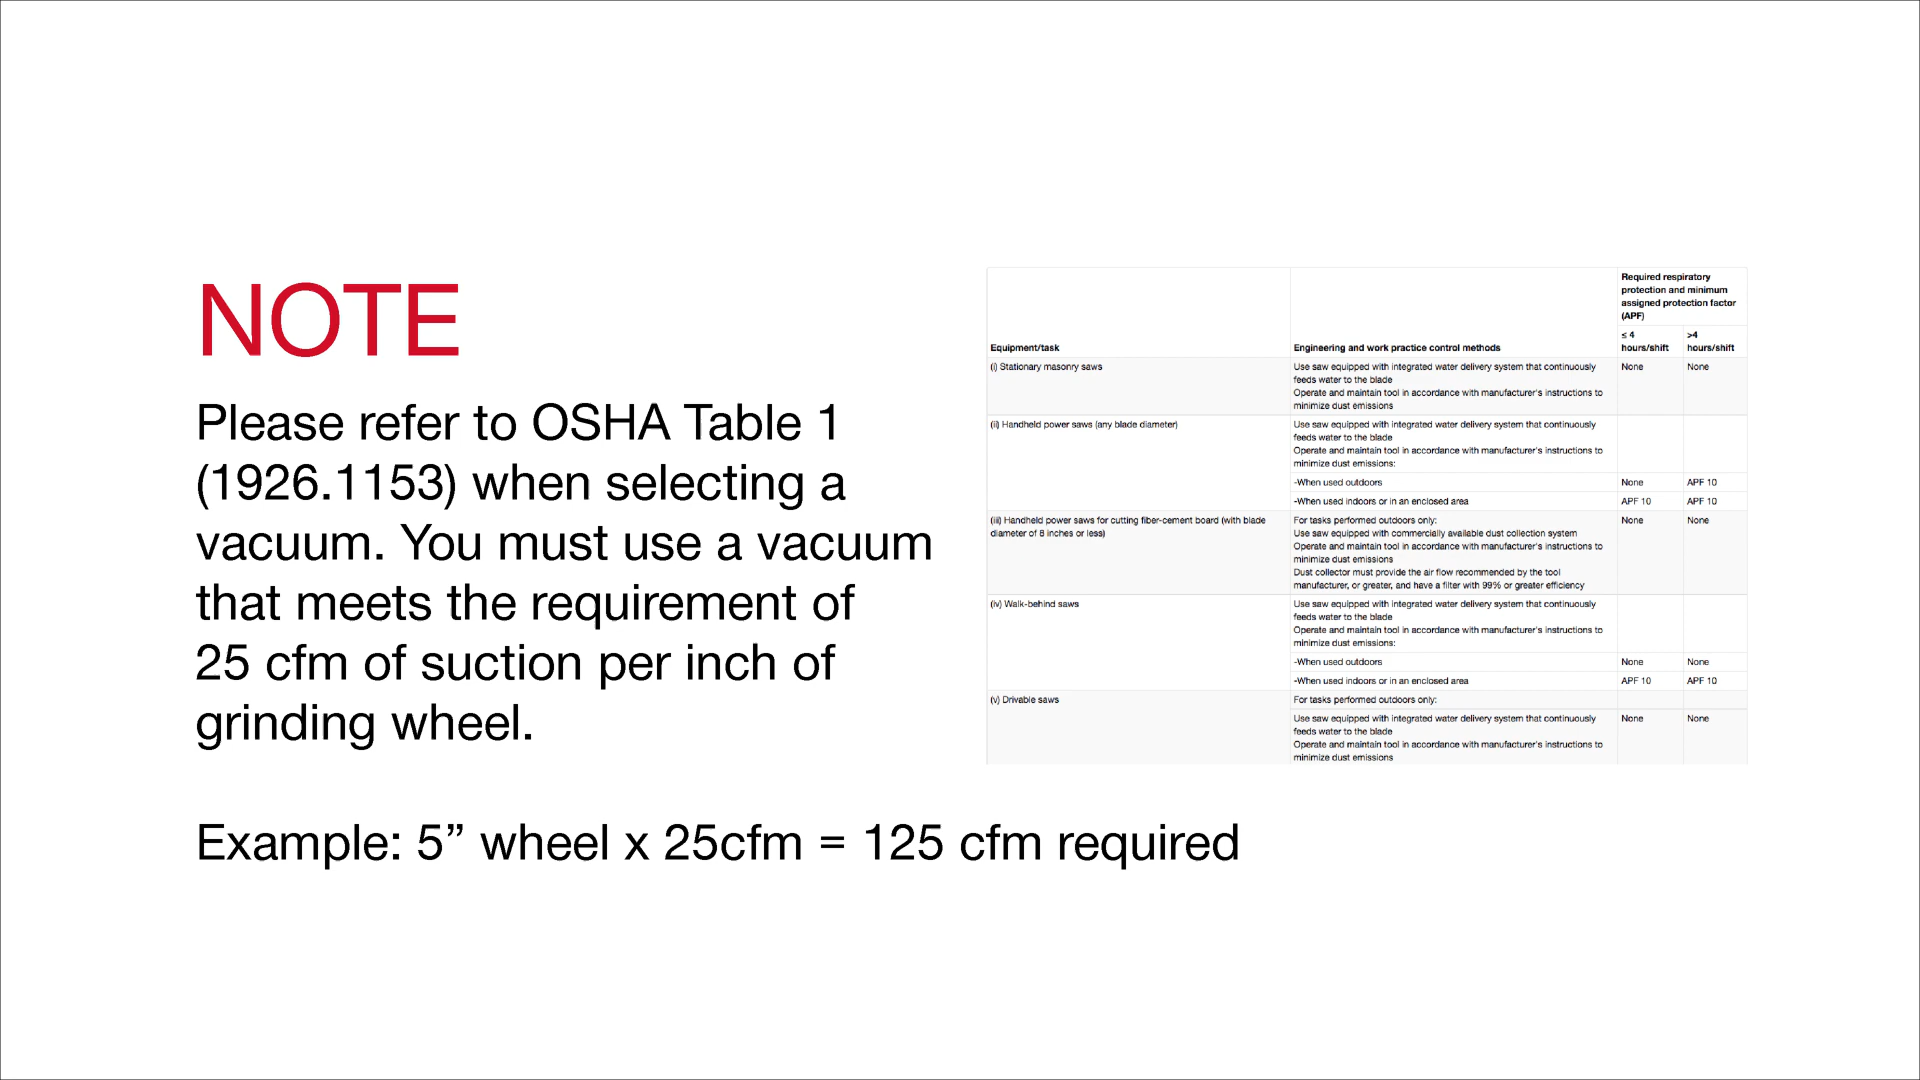 NOTE
Please refer to OSHA Table 1
(1926.1153) when selecting a
vacuum. You must use a vacuum
that meets the requirement of
25 cfm of suction per inch of
grinding wheel.
Example: 5” wheel x 25cfm = 125 cfm required
Required respiratory
protection and minimum
assigned protection factor
(APF)
≤ 4 >4
Equipment/task Engineering and work practice control methods hours/shift hours/shift
(i) Stationary masonry saws Use saw equipped with integrated water delivery system that continuously None None
feeds water to the blade
Operate and maintain tool in accordance with manufacturer's instructions to
minimize dust emissions
(ii) Handheld power saws (any blade diameter) Use saw equipped with integrated water delivery system that continuously
feeds water to the blade
Operate and maintain tool in accordance with manufacturer's instructions to
minimize dust emissions:
-When used outdoors None APF 10
-When used indoors or in an enclosed area APF 10 APF 10
(iii) Handheld power saws for cutting fiber-cement board (with blade For tasks performed outdoors only: None None
diameter of 8 inches or less) Use saw equipped with commercially available dust collection system
Operate and maintain tool in accordance with manufacturer's instructions to
minimize dust emissions
Dust collector must provide the air flow recommended by the tool
manufacturer, or greater, and have a filter with 99% or greater efficiency
(iv) Walk-behind saws Use saw equipped with integrated water delivery system that continuously
feeds water to the blade
Operate and maintain tool in accordance with manufacturer's instructions to
minimize dust emissions:
-When used outdoors None None
-When used indoors or in an enclosed area APF 10 APF 10
(v) Drivable saws For tasks performed outdoors only:
Use saw equipped with integrated water delivery system that continuously None None
feeds water to the blade
Operate and maintain tool in accordance with manufacturer's instructions to
minimize dust emissions